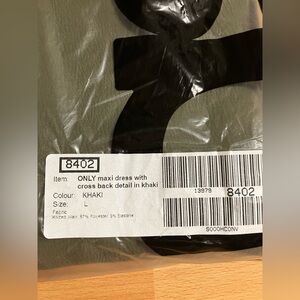 8402
Item: ONLY maxi dress with
cross back detail in khaki
Colour: KHAKI
Size: L
Fabric
13979 8402